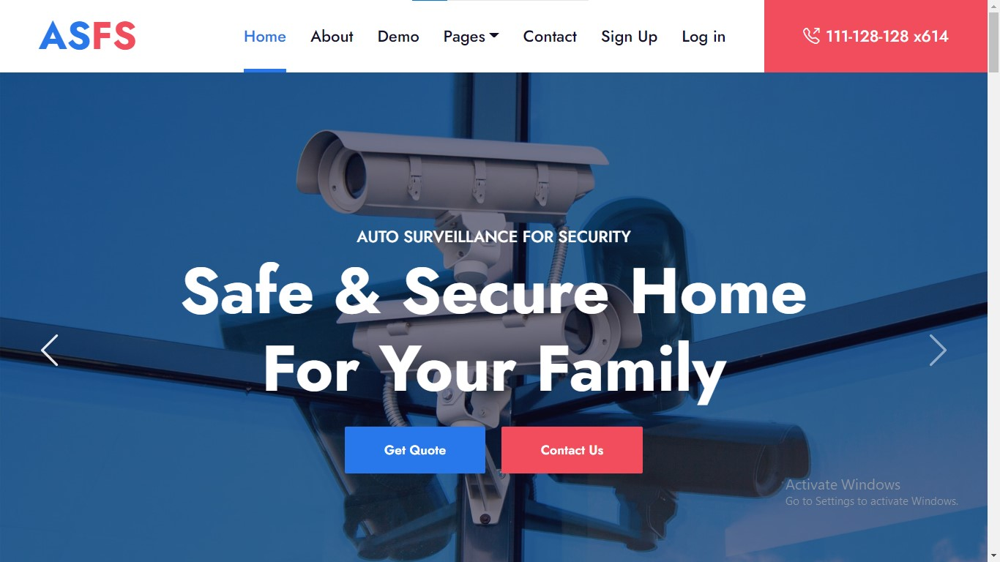 ASFS
Home About Demo Pages Contact Sign Up Log in
111-128-128 x614
AUTO SURVEILLANCE FOR SECURITY
Safe & Secure Home
For Your Family
Get Quote Contact Us
Activate Windows
Go to Settings to activate Windows.